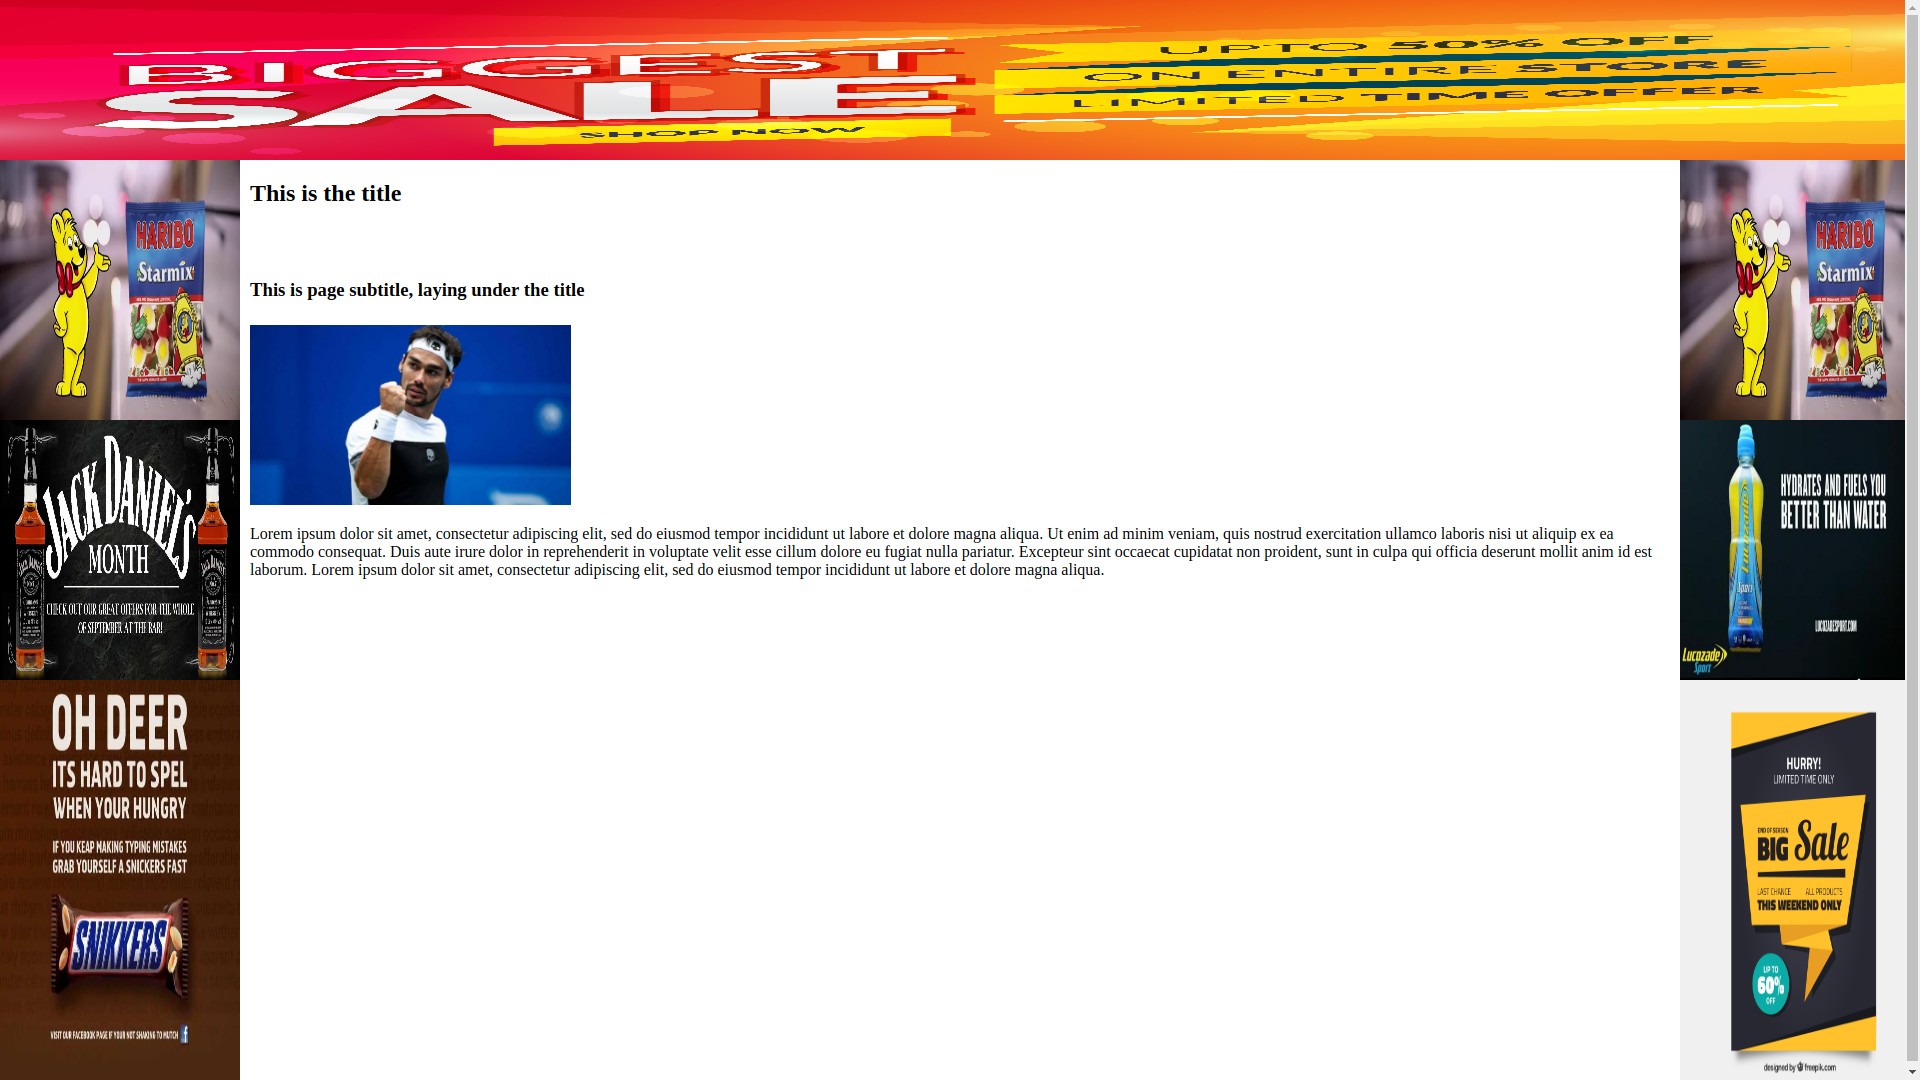 BIGGEST
SALE
SHOP NOW
UPTO 50% OFF
ON ENTIRE STORE
LIMITED TIME OFFER
HARIBO
Starmix
JACK DANIEL'S
MONTH
CHECK OUT OUR GREAT OFFERS FOR THE WHOLE
OF SEPTEMBER AT THE BAR!
OH DEER
ITS HARD TO SPEL
WHEN YOUR HUNGRY
IF YOU KEAP MAKING TYPING MISTAKES
GRAB YOURSELF A SNICKERS FAST
SNIKKERS
VISIT OUR FACEBOOK PAGE IF YOUR NOT SHAKING TO MUTCH f
This is the title
This is page subtitle, laying under the title
Lorem ipsum dolor sit amet, consectetur adipiscing elit, sed do eiusmod tempor incididunt ut labore et dolore magna aliqua. Ut enim ad minim veniam, quis nostrud exercitation ullamco laboris nisi ut aliquip ex ea
commodo consequat. Duis aute irure dolor in reprehenderit in voluptate velit esse cillum dolore eu fugiat nulla pariatur. Excepteur sint occaecat cupidatat non proident, sunt in culpa qui officia deserunt mollit anim id est
laborum. Lorem ipsum dolor sit amet, consectetur adipiscing elit, sed do eiusmod tempor incididunt ut labore et dolore magna aliqua.
HARIBO
Starmix
HYDRATES AND FUELS YOU
BETTER THAN WATER
Lucozade
Sport
LUCOZADESPORT.COM
Lucozade
Sport
HURRY!
LIMITED TIME ONLY
END OF SEASON
BIG Sale
LAST CHANCE ALL PRODUCTS
THIS WEEKEND ONLY
UP TO
60%
OFF
designed by freepik.com